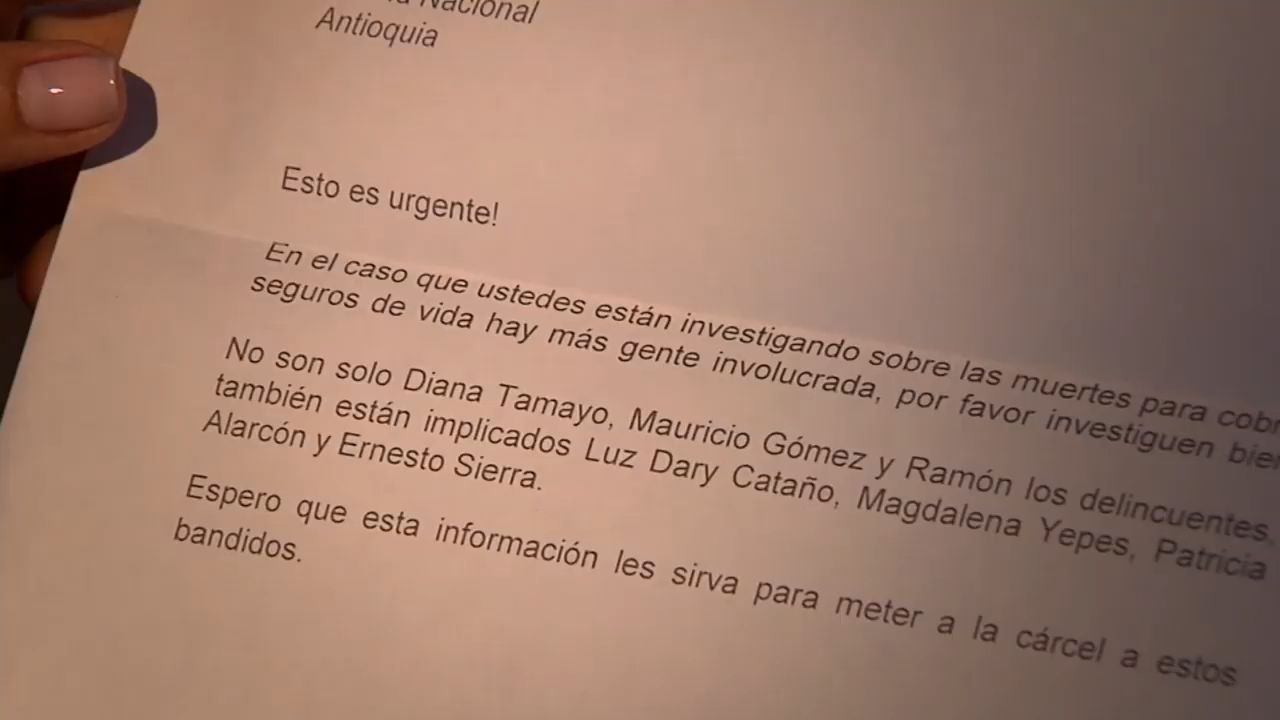 Nacional
Antioquia
Esto es urgente!
En el caso que ustedes están investigando sobre las muertes para
seguros de vida hay más gente involucrada, por favor investiguen
No son solo Diana Tamayo, Mauricio Gómez y Ramón los delincuentes
también están implicados Luz Dary Cataño, Magdalena Yepes, Patricia
Alarcón y Ernesto Sierra.
Espero que esta información les sirva para meter a la cárcel a estos
bandidos.